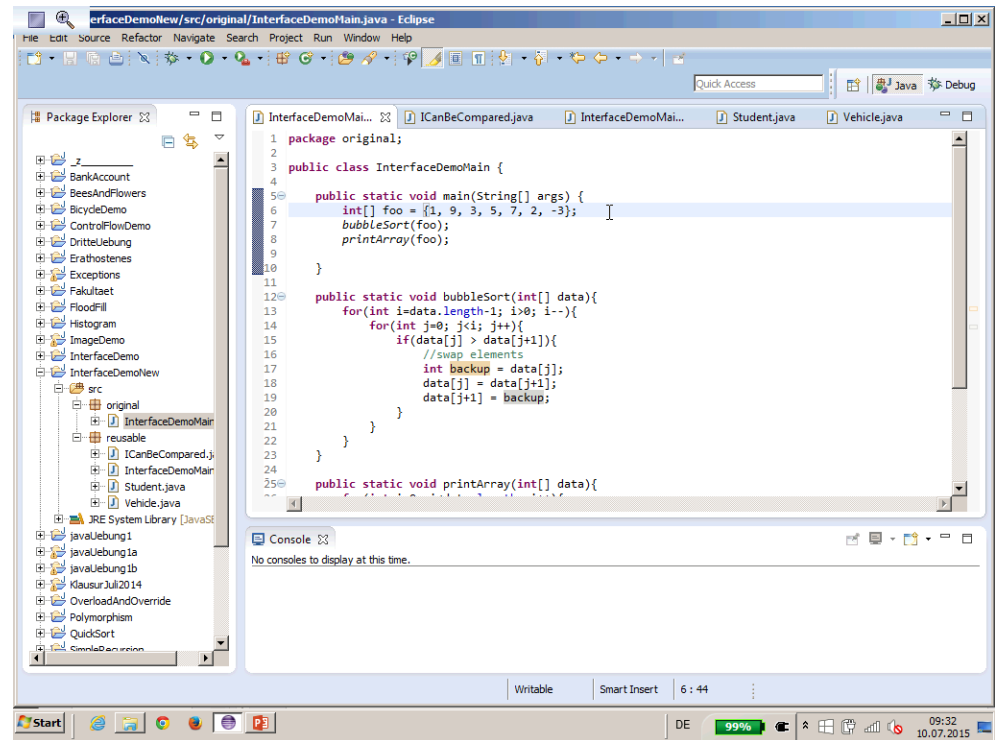 erfaceDemoNew/src/original/InterfaceDemoMain.java - Eclipse
File Edit Source Refactor Navigate Search Project Run Window Help
Quick Access
Java
Debug
Package Explorer
_z_________
BankAccount
BeesAndFlowers
BicycleDemo
ControlFlowDemo
DritteUebung
Erathostenes
Exceptions
Fakultaet
FloodFill
Histogram
ImageDemo
InterfaceDemo
InterfaceDemoNew
src
original
InterfaceDemoMain
reusable
ICanBeCompared.ja
InterfaceDemoMain
Student.java
Vehicle.java
JRE System Library [JavaSE
javaUebung1
javaUebung1a
javaUebung1b
KlausurJuli2014
OverloadAndOverride
Polymorphism
QuickSort
SimpleRecursion
InterfaceDemoMai...
ICanBeCompared.java
InterfaceDemoMai...
Student.java
Vehicle.java
1 package original;
2
3 public class InterfaceDemoMain {
4
5 public static void main(String[] args) {
6 int[] foo = {1, 9, 3, 5, 7, 2, -3};
7 bubbleSort(foo);
8 printArray(foo);
9
10 }
11
12 public static void bubbleSort(int[] data){
13 for(int i=data.length-1; i>0; i--){
14 for(int j=0; j<i; j++){
15 if(data[j] > data[j+1]){
16 //swap elements
17 int backup = data[j];
18 data[j] = data[j+1];
19 data[j+1] = backup;
20 }
21 }
22 }
23 }
24
25 public static void printArray(int[] data){
Console
No consoles to display at this time.
Writable
Smart Insert
6 : 44
Start
DE
99%
09:32
10.07.2015